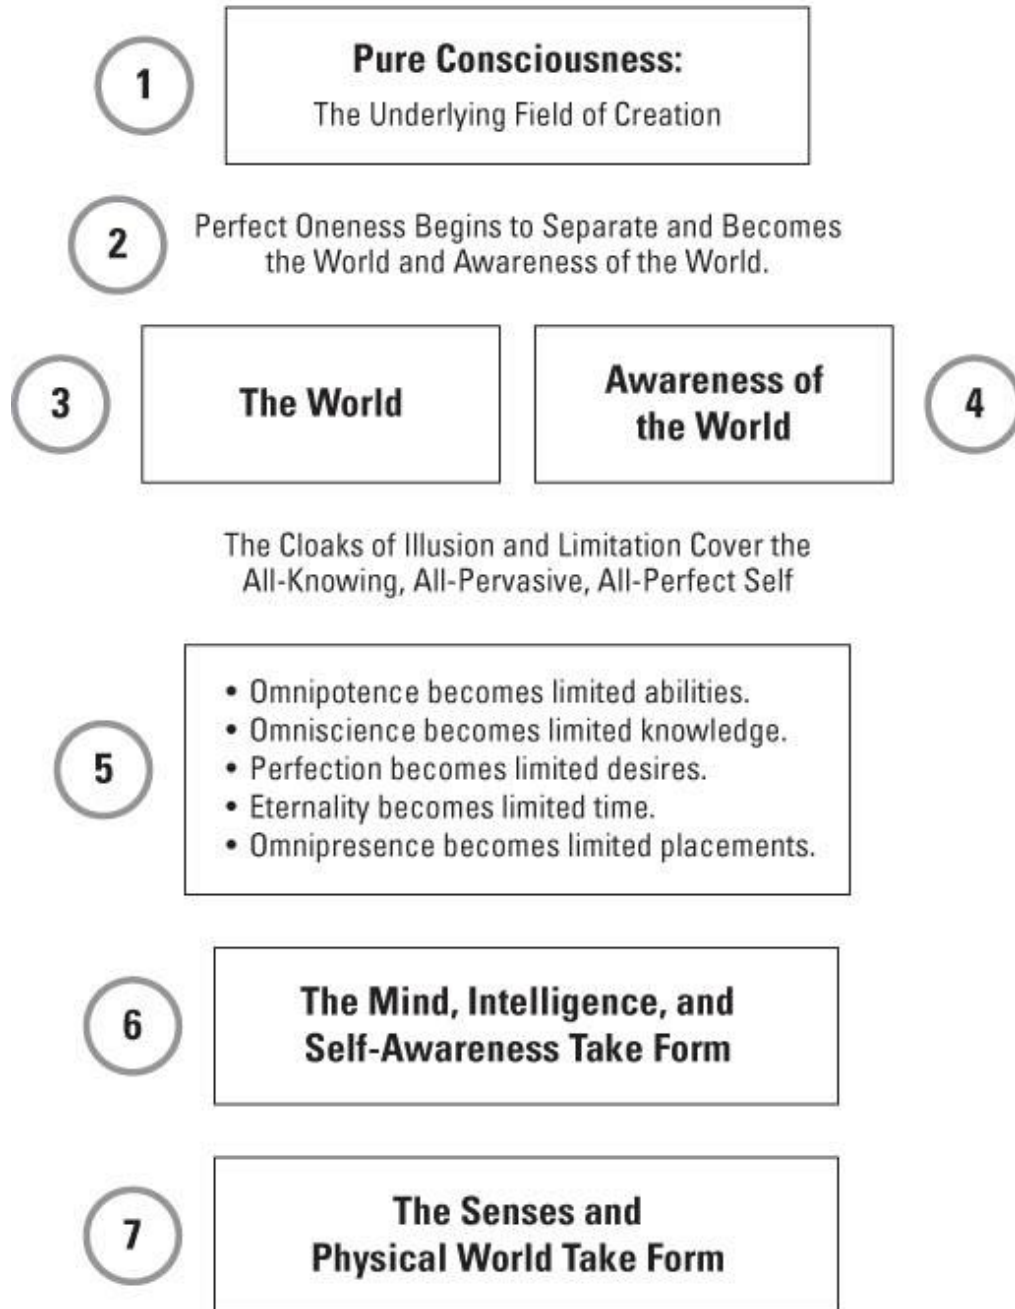 1
Pure Consciousness:
The Underlying Field of Creation
2
Perfect Oneness Begins to Separate and Becomes
the World and Awareness of the World.
3
The World
Awareness of
the World
4
The Cloaks of Illusion and Limitation Cover the
All-Knowing, All-Pervasive, All-Perfect Self
5
• Omnipotence becomes limited abilities.
• Omniscience becomes limited knowledge.
• Perfection becomes limited desires.
• Eternality becomes limited time.
• Omnipresence becomes limited placements.
6
The Mind, Intelligence, and
Self-Awareness Take Form
7
The Senses and
Physical World Take Form